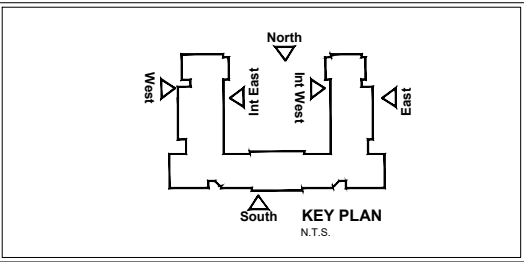 North
West
Int East
Int West
East
South
KEY PLAN
N.T.S.